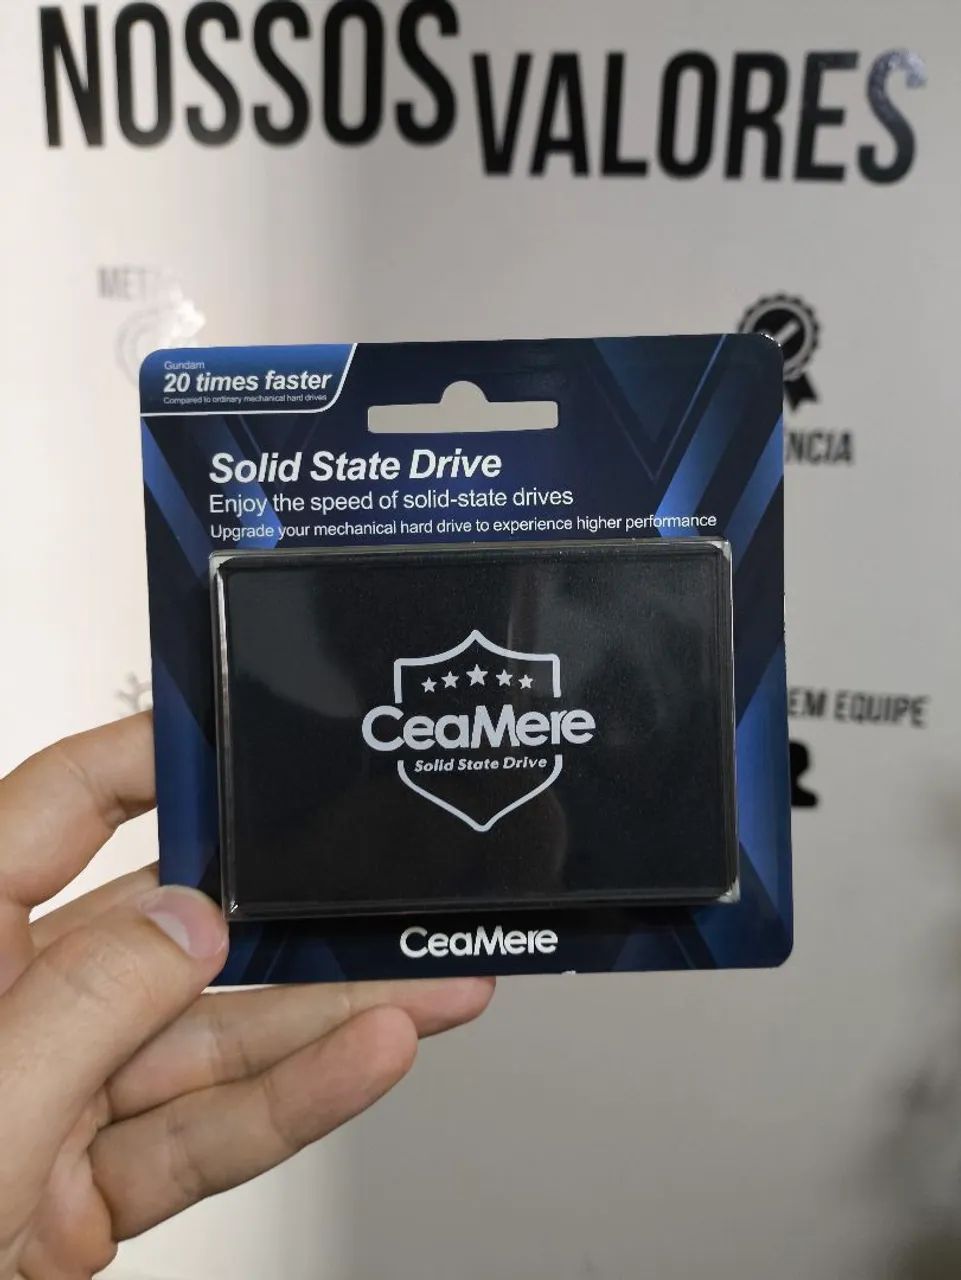 NOSSOS VALORES
Gundam
20 times faster
Compared to ordinary mechanical hard drives
Solid State Drive
Enjoy the speed of solid-state drives
Upgrade your mechanical hard drive to experience higher performance
CeaMere
Solid State Drive
CeaMere
EM EQUIPE